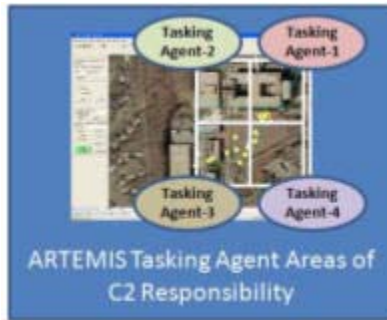 Tasking
Agent-2
Tasking
Agent-1
Tasking
Agent-3
Tasking
Agent-4
ARTEMIS Tasking Agent Areas of
C2 Responsibility